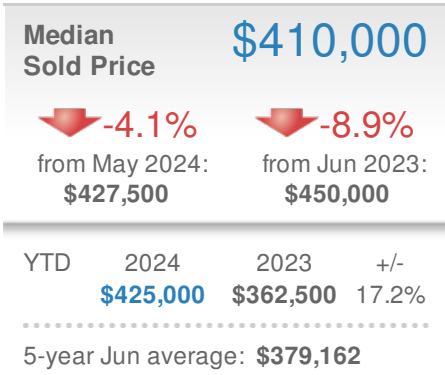 Median $410,000
Sold Price
-4.1% -8.9%
from May 2024: from Jun 2023:
$427,500 $450,000
YTD 2024 2023 +/-
$425,000 $362,500 17.2%
5-year Jun average: $379,162